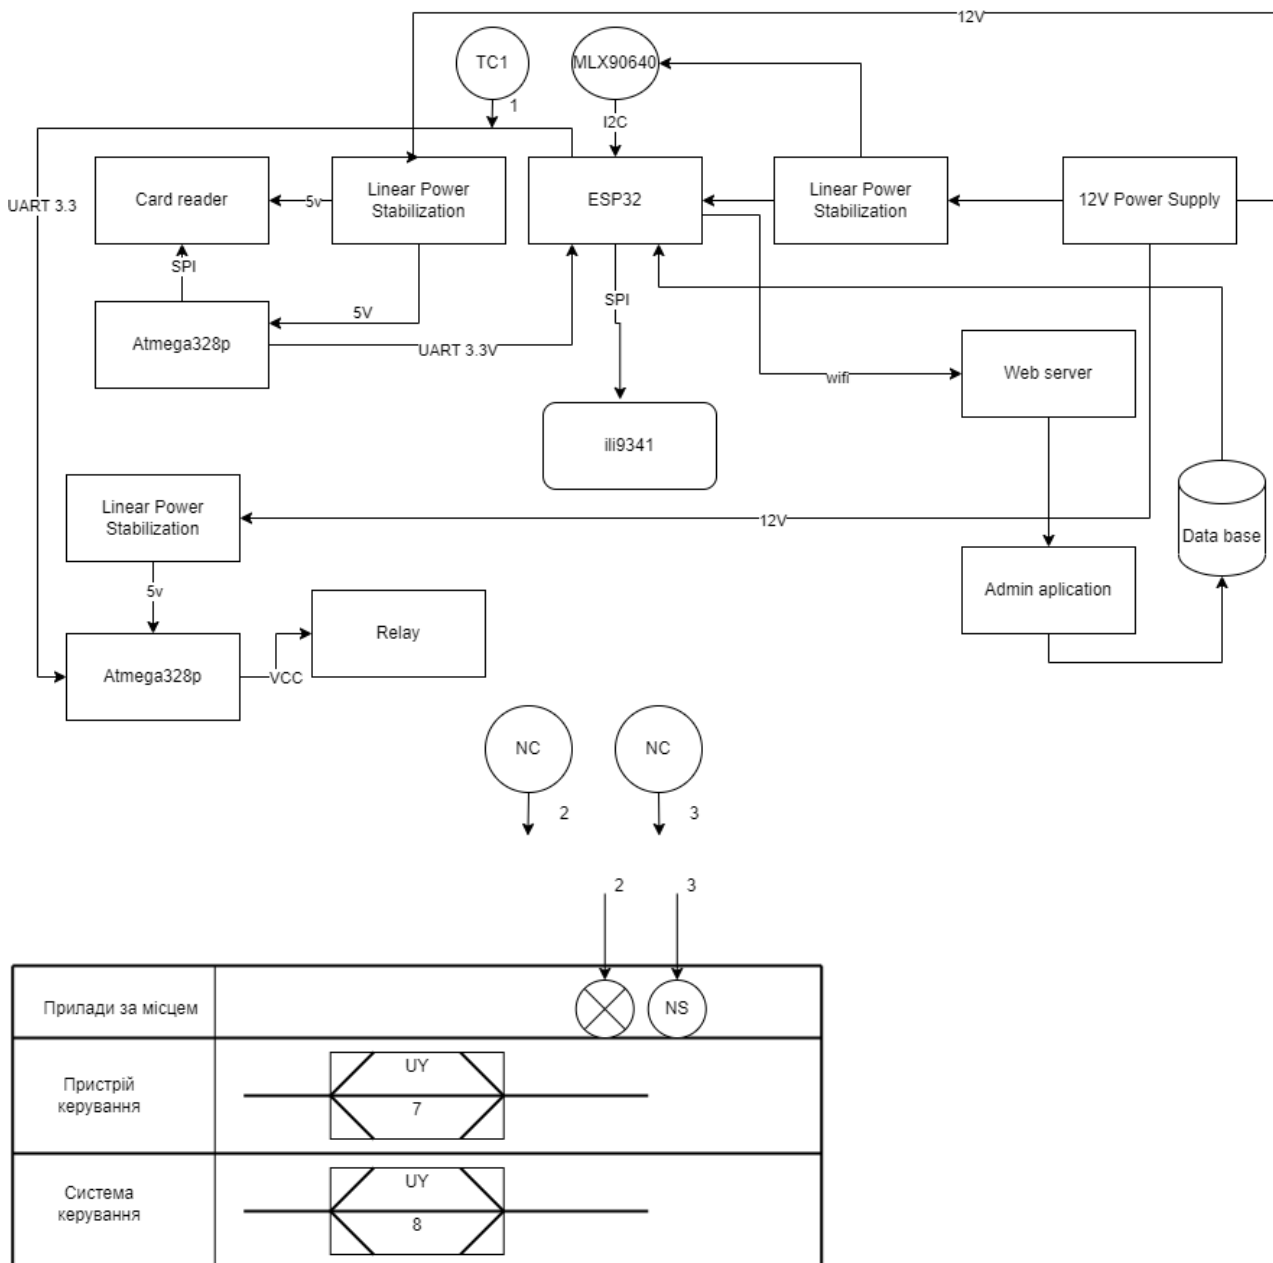 12V
TC1
MLX90640
1
I2C
UART 3.3
Card reader
5v
Linear Power
Stabilization
ESP32
Linear Power
Stabilization
12V Power Supply
SPI
5V
SPI
Atmega328p
UART 3.3V
wifi
Web server
ili9341
Linear Power
Stabilization
12V
Data base
5v
Admin aplication
Relay
Atmega328p
VCC
NC
NC
2
3
2
3
Прилади за місцем
NS
Пристрій
керування
UY
7
Система
керування
UY
8